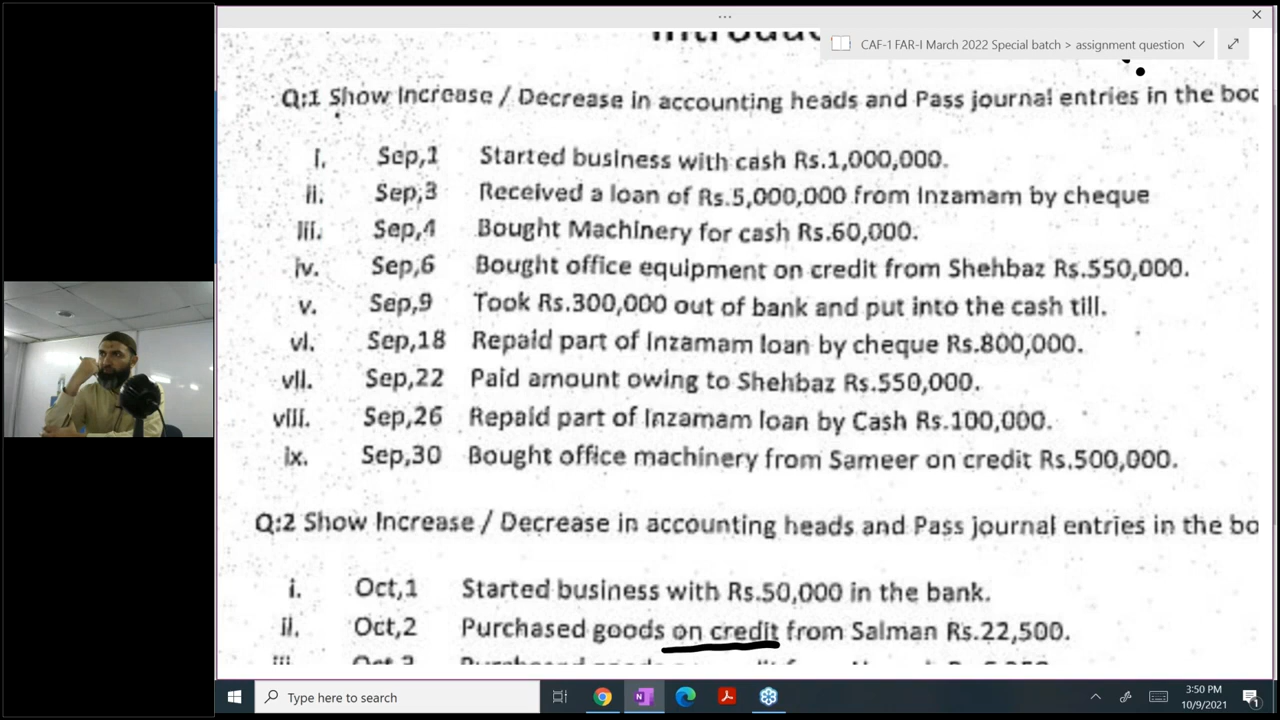 CAF-1 FAR-I March 2022 Special batch > assignment question
Q:1 Show Increase / Decrease in accounting heads and Pass journal entries in the
i. Sep,1 Started business with cash Rs.1,000,000.
ii. Sep,3 Received a loan of Rs.5,000,000 from Inzamam by cheque
iii. Sep,4 Bought Machinery for cash Rs.60,000.
iv. Sep,6 Bought office equipment on credit from Shehbaz Rs.550,000.
v. Sep,9 Took Rs.300,000 out of bank and put into the cash till.
vi. Sep,18 Repaid part of Inzamam loan by cheque Rs.800,000.
vii. Sep,22 Paid amount owing to Shehbaz Rs.550,000.
viii. Sep,26 Repaid part of Inzamam loan by Cash Rs.100,000.
ix. Sep,30 Bought office machinery from Sameer on credit Rs.500,000.
Q:2 Show Increase / Decrease in accounting heads and Pass journal entries in the bo
i. Oct,1 Started business with Rs.50,000 in the bank.
ii. Oct,2 Purchased goods on credit from Salman Rs.22,500.
Type here to search
3:50 PM
10/9/2021